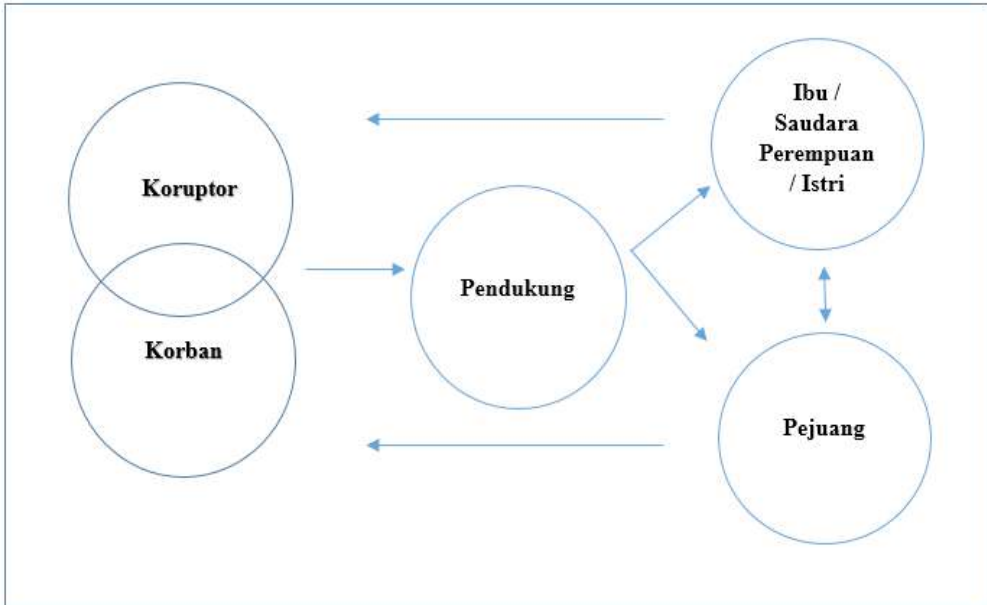 Koruptor
Korban
Pendukung
Ibu /
Saudara
Perempuan
/ Istri
Pejuang